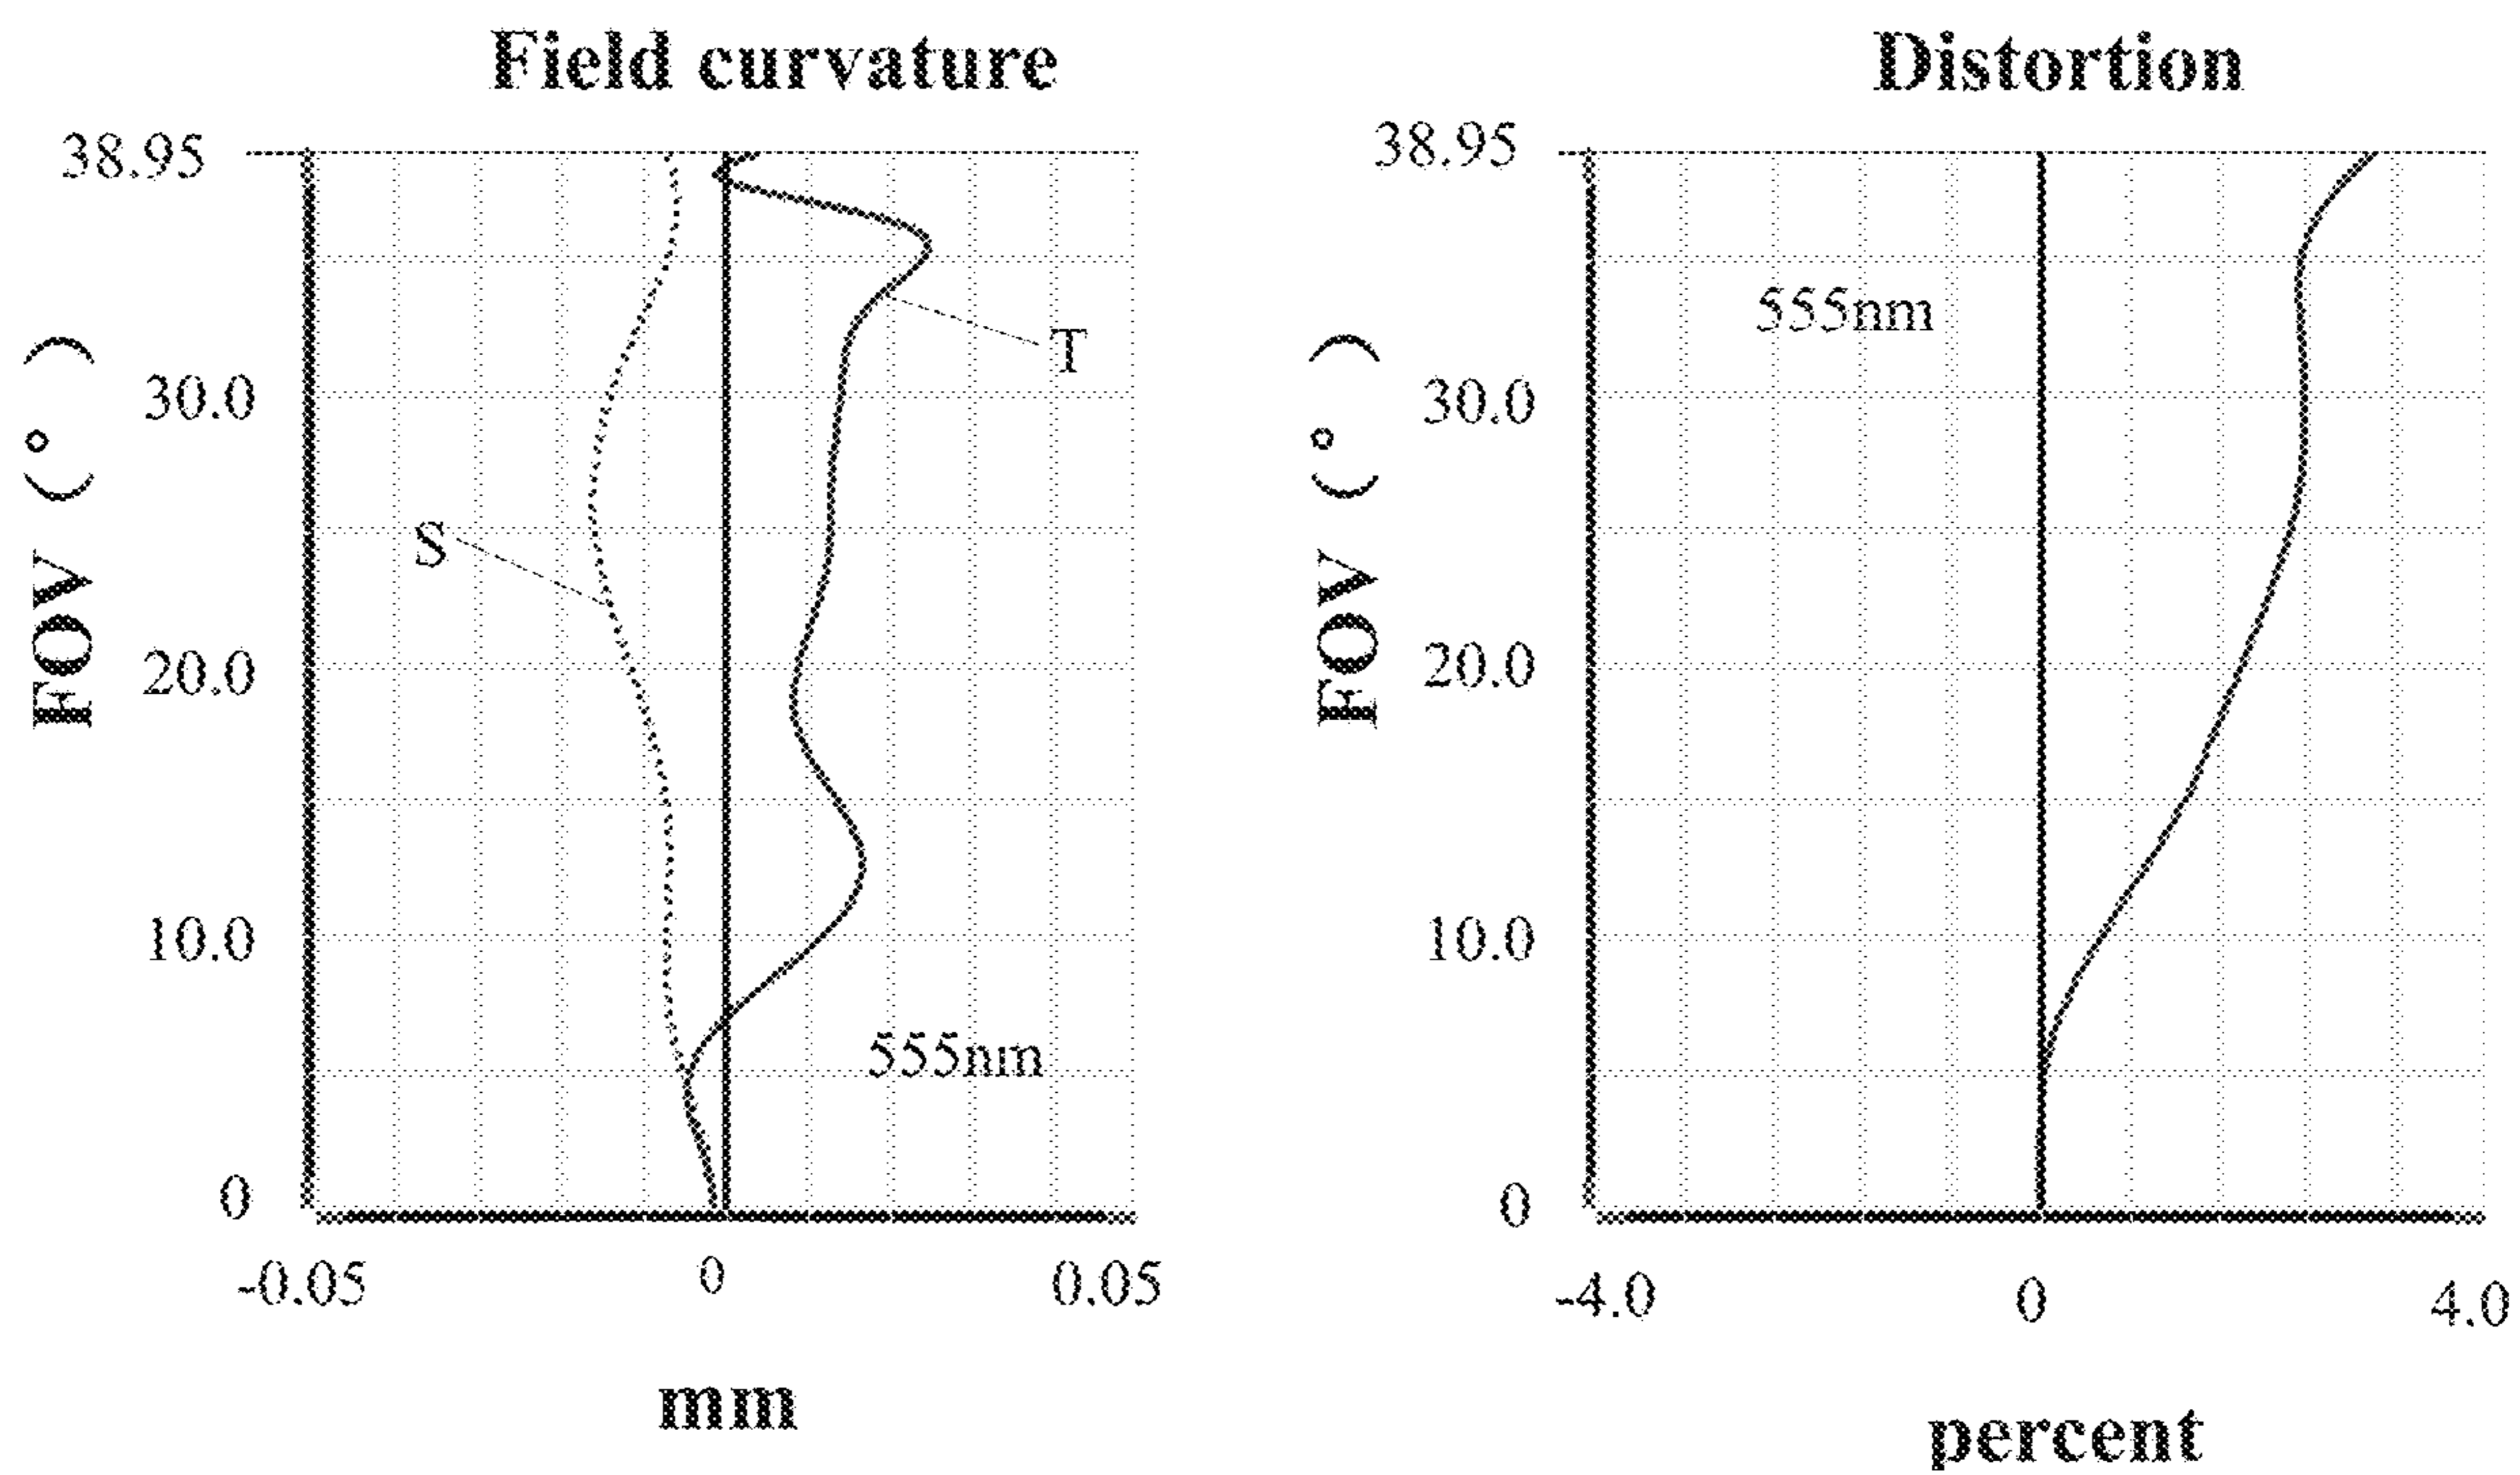 Field curvature
38.95
30.0
20.0
10.0
0
FOV (°)
S
T
555nm
-0.05 0 0.05
mm
Distortion
38.95
30.0
20.0
10.0
0
FOV (°)
555nm
-4.0 0 4.0
percent